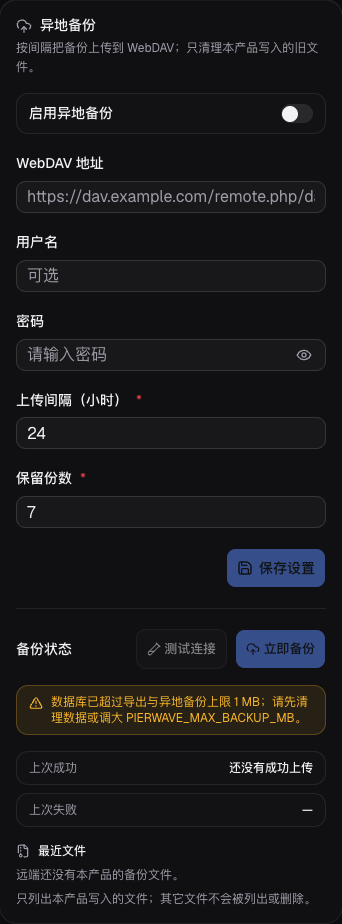 异地备份
按间隔把备份上传到 WebDAV；只清理本产品写入的旧文
件。
启用异地备份
WebDAV 地址
https://dav.example.com/remote.php/da
用户名
可选
密码
请输入密码
上传间隔（小时） *
24
保留份数 *
7
保存设置
备份状态 测试连接 立即备份
数据库已超过导出与异地备份上限 1 MB；请先清
理数据或调大 PIERWAVE_MAX_BACKUP_MB。
上次成功 还没有成功上传
上次失败 —
最近文件
远端还没有本产品的备份文件。
只列出本产品写入的文件；其它文件不会被列出或删除。